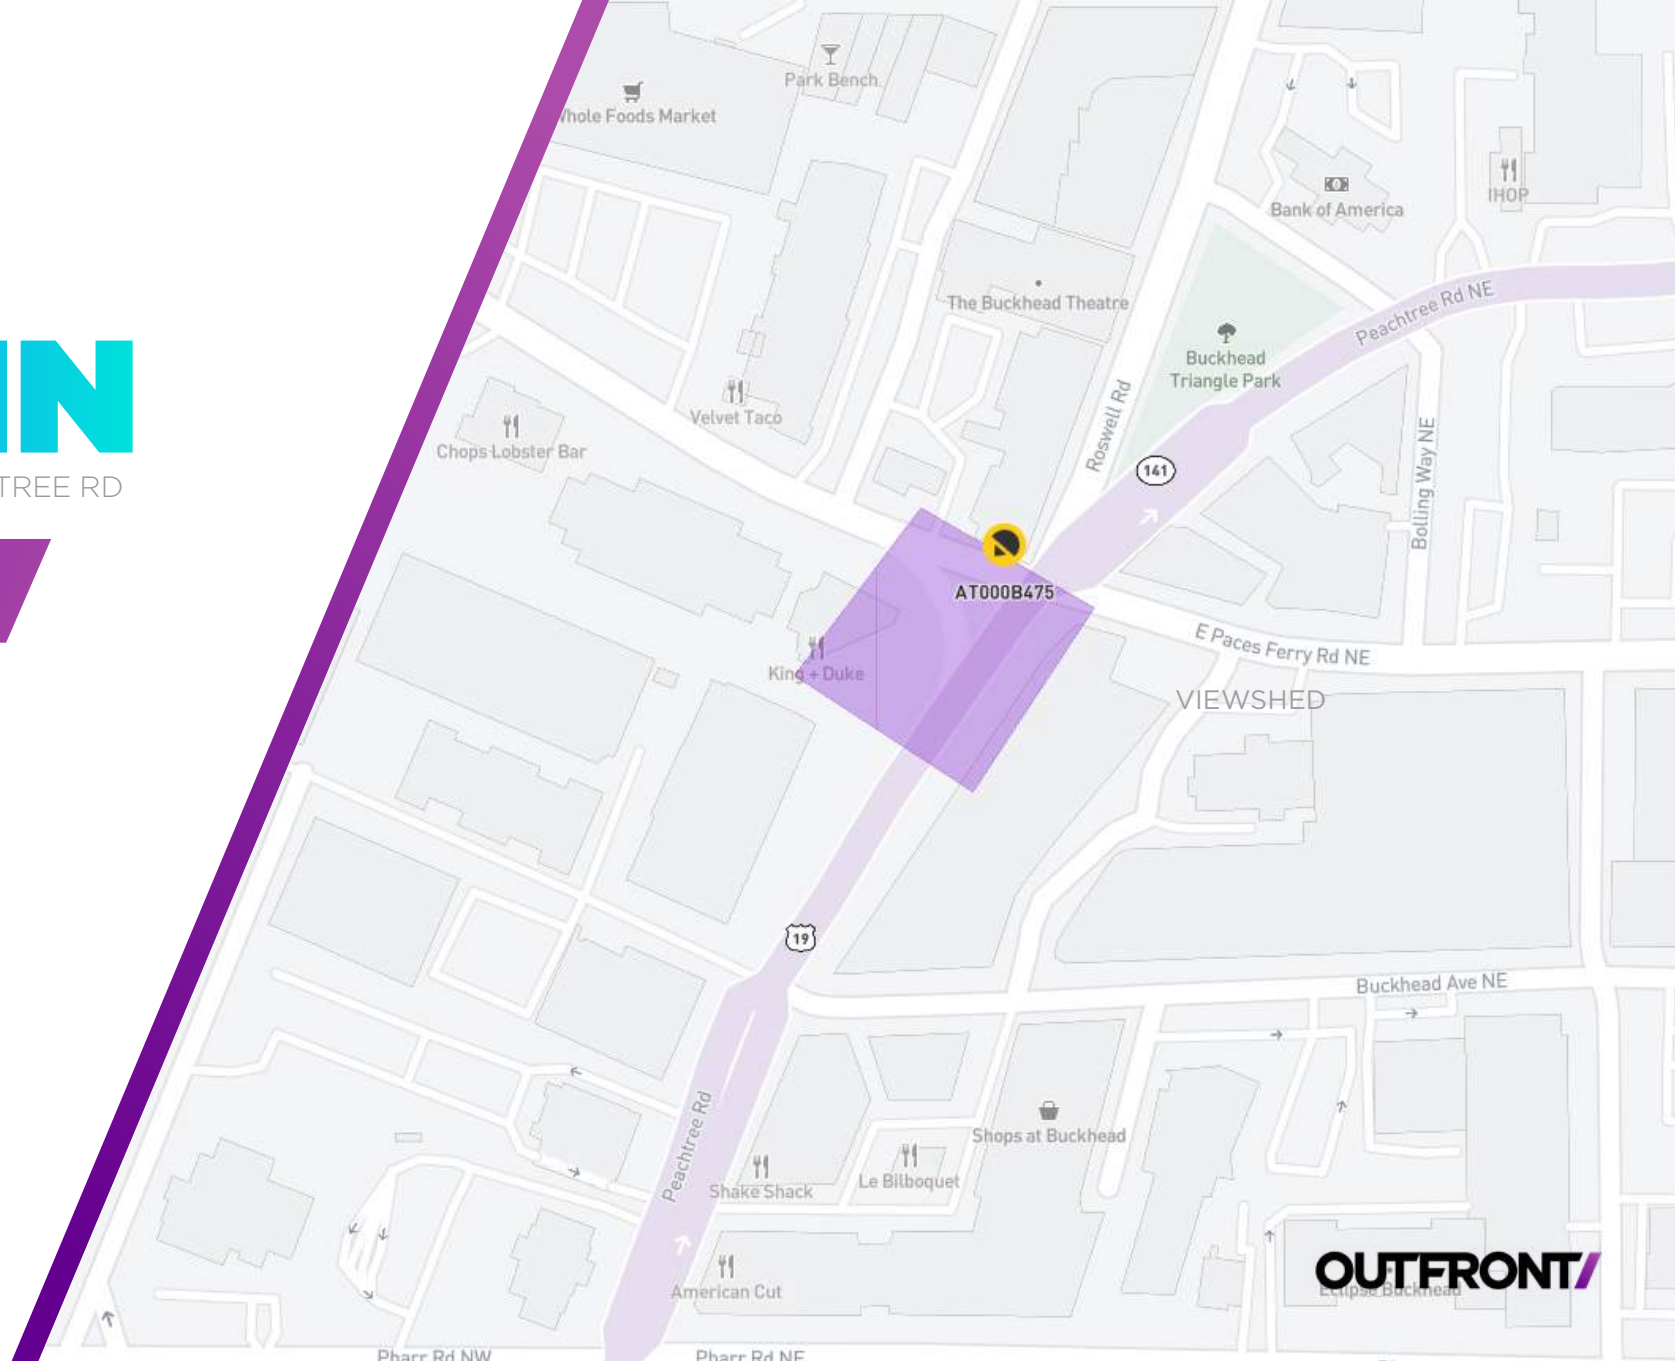 Park Bench
Whole Foods Market
Bank of America
IHOP
The Buckhead Theatre
Peachtree Rd NE
Buckhead
Triangle Park
Roswell Rd
Velvet Taco
Chops Lobster Bar
IN
TREE RD
141
Bolling Way NE
AT000B475
E Paces Ferry Rd NE
King + Duke
VIEWSHED
19
Buckhead Ave NE
Peachtree Rd
Shops at Buckhead
Shake Shack
Le Bilboquet
American Cut
OUTFRONT/
Eclipse Buckhead
Pharr Rd NW
Pharr Rd NE